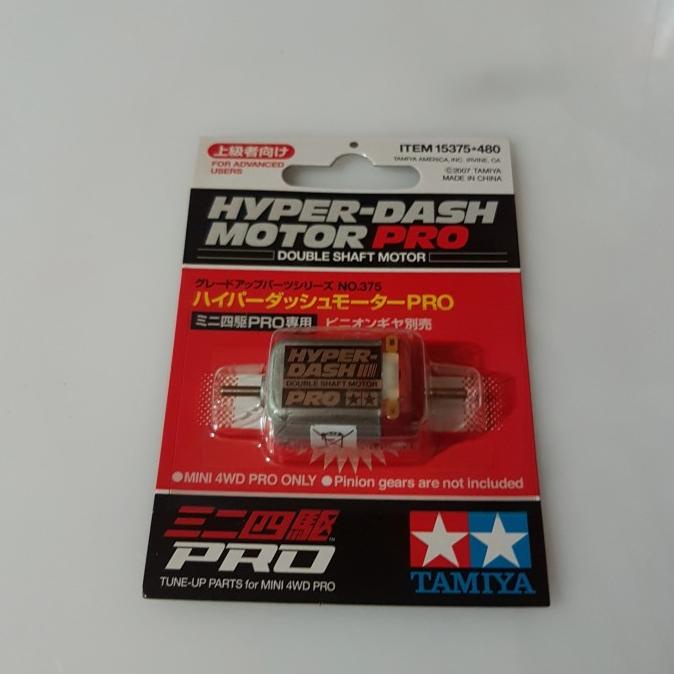 上級者向け
FOR ADVANCED
USERS
ITEM 15375*480
TAMIYA AMERICA, INC. IRVINE, CA
©2007 TAMIYA
MADE IN CHINA
HYPER-DASH
MOTOR PRO
DOUBLE SHAFT MOTOR
グレードアップパーツシリーズ NO.375
ハイパーダッシュモーターPRO
ミニ四駆PRO専用 ピニオンギヤ別売
HYPER-
DASH
DOUBLE SHAFT MOTOR
PRO
●MINI 4WD PRO ONLY ●Pinion gears are not included
ミニ四駆™
PRO
TUNE-UP PARTS for MINI 4WD PRO
TAMIYA